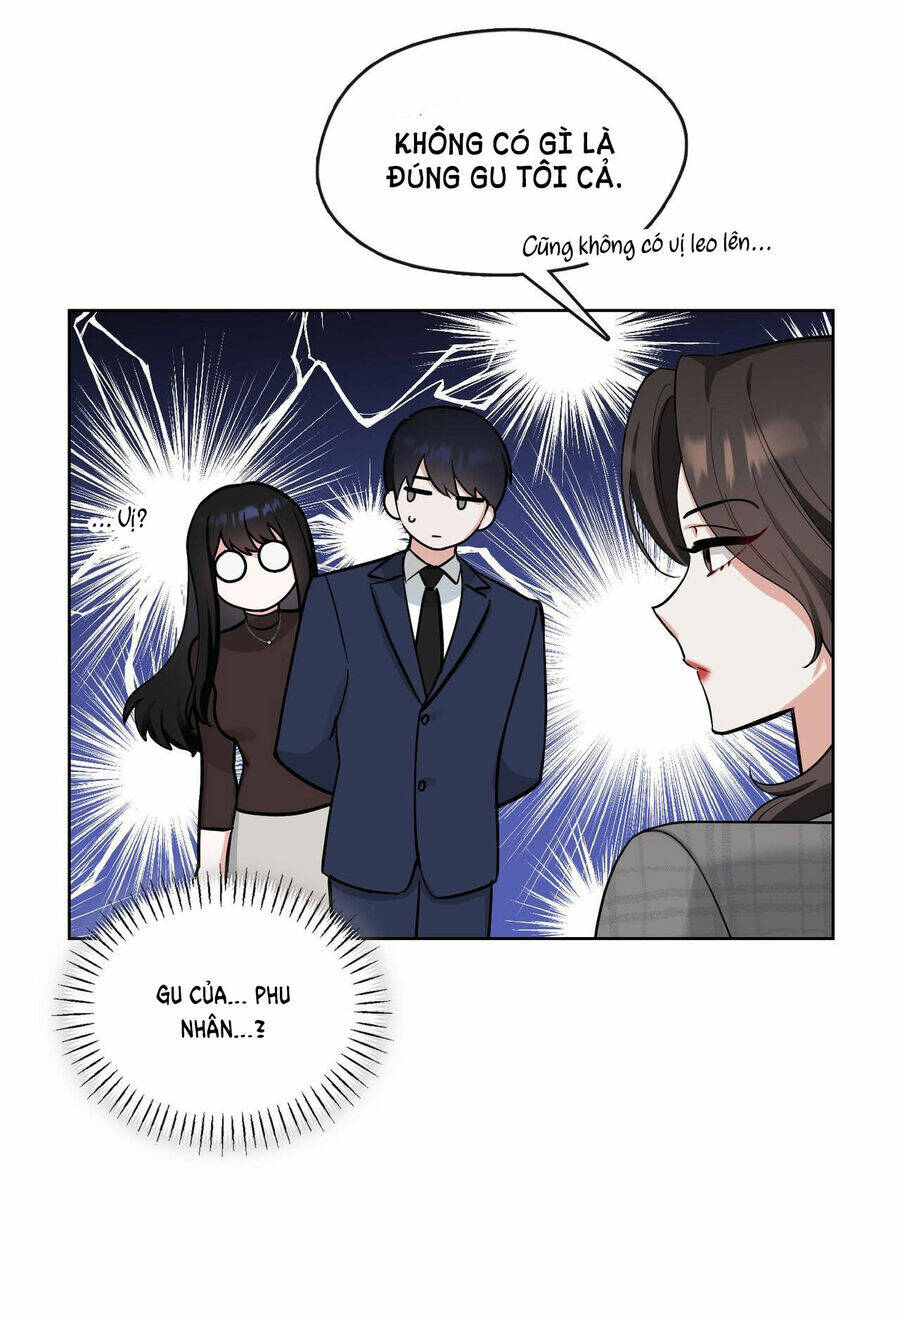 KHÔNG CÓ GÌ LÀ
ĐÚNG GU TÔI CẢ.
Cũng không có vị leo lên...
... Vị?
GU CỦA... PHU
NHÂN...?